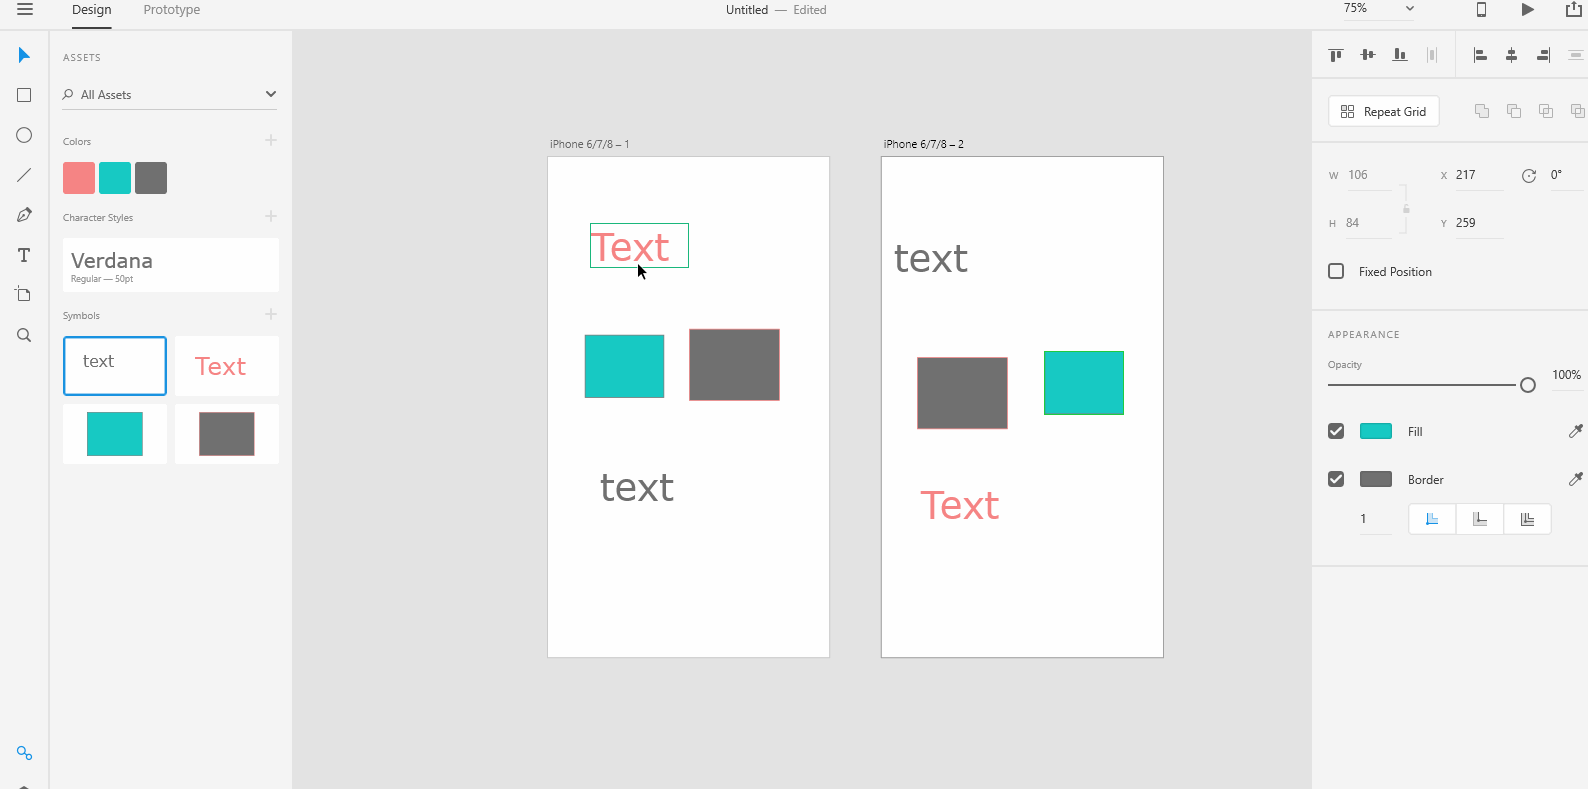 Design Prototype Untitled — Edited 75%
ASSETS
All Assets
Colors
Character Styles
Verdana
Regular — 50pt
Symbols
text Text
iPhone 6/7/8 – 1
Text
text
iPhone 6/7/8 – 2
text
Text
Repeat Grid
W 106 X 217 0°
H 84 Y 259
Fixed Position
APPEARANCE
Opacity
100%
Fill
Border
1